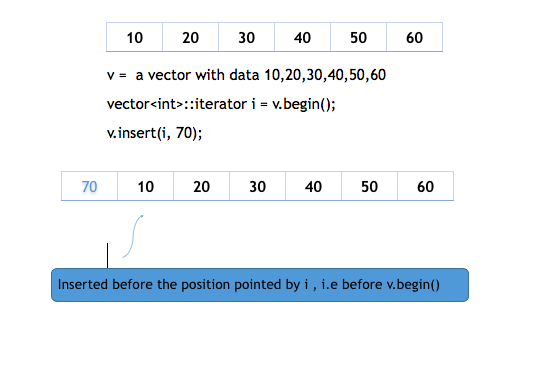 10 20 30 40 50 60
v = a vector with data 10,20,30,40,50,60
vector<int>::iterator i = v.begin();
v.insert(i, 70);
70 10 20 30 40 50 60
Inserted before the position pointed by i , i.e before v.begin()